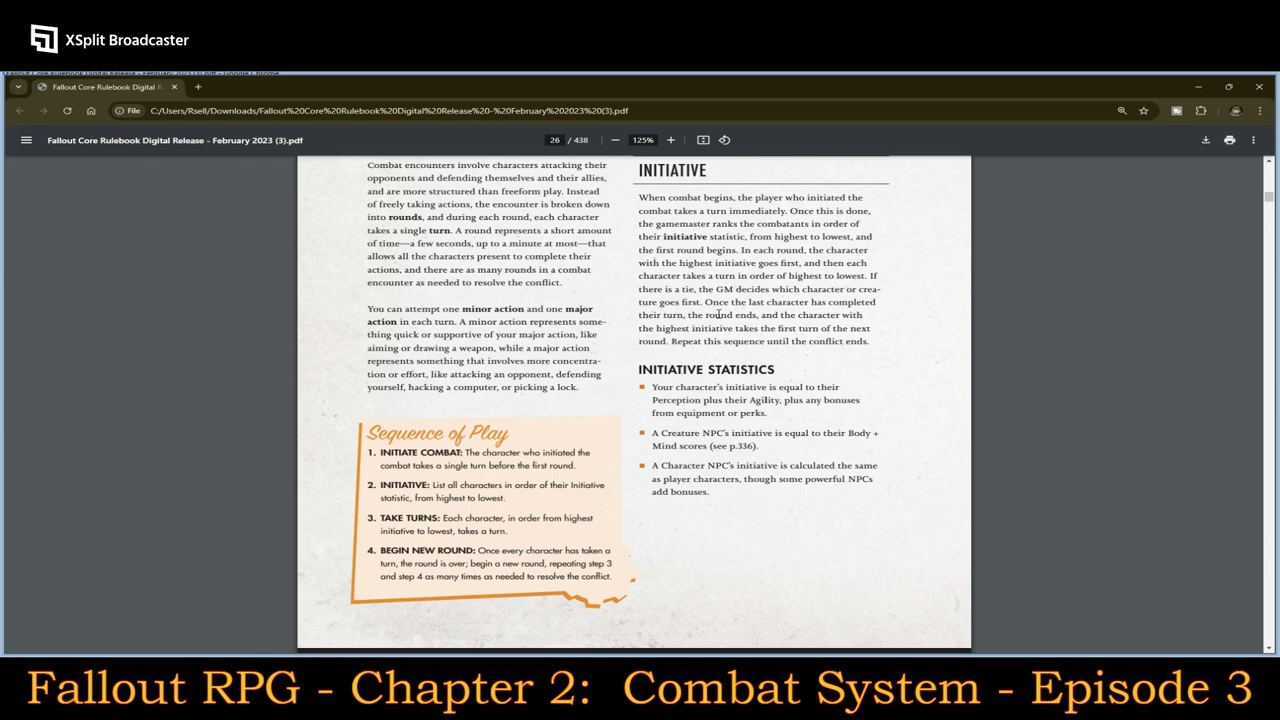 XSplit Broadcaster
Fallout Core Rulebook Digital R
C:/Users/Rsell/Downloads/Fallout%20Core%20Rulebook%20Digital%20Release%20-%20February%202023%20(3).pdf
File
Fallout Core Rulebook Digital Release - February 2023 (3).pdf
26 / 438
125%
Combat encounters involve characters attacking their
opponents and defending themselves and their allies,
and are more structured than freeform play. Instead
of freely taking actions, the encounter is broken down
into rounds, and during each round, each character
takes a single turn. A round represents a short amount
of time—a few seconds, up to a minute at most—that
allows all the characters present to complete their
actions, and there are as many rounds in a combat
encounter as needed to resolve the conflict.
You can attempt one minor action and one major
action in each turn. A minor action represents some-
thing quick or supportive of your major action, like
aiming or drawing a weapon, while a major action
represents something that involves more concentra-
tion or effort, like attacking an opponent, defending
yourself, hacking a computer, or picking a lock.
Sequence of Play
1. INITIATE COMBAT: The character who initiated the
combat takes a single turn before the first round.
2. INITIATIVE: List all characters in order of their Initiative
statistic, from highest to lowest.
3. TAKE TURNS: Each character, in order from highest
initiative to lowest, takes a turn.
4. BEGIN NEW ROUND: Once every character has taken a
turn, the round is over; begin a new round, repeating step 3
and step 4 as many times as needed to resolve the conflict.
INITIATIVE
When combat begins, the player who initiated the
combat takes a turn immediately. Once this is done,
the gamemaster ranks the combatants in order of
their initiative statistic, from highest to lowest, and
the first round begins. In each round, the character
with the highest initiative goes first, and then each
character takes a turn in order of highest to lowest. If
there is a tie, the GM decides which character or crea-
ture goes first. Once the last character has completed
their turn, the round ends, and the character with
the highest initiative takes the first turn of the next
round. Repeat this sequence until the conflict ends.
INITIATIVE STATISTICS
Your character's initiative is equal to their
Perception plus their Agility, plus any bonuses
from equipment or perks.
A Creature NPC's initiative is equal to their Body +
Mind scores (see p.336).
A Character NPC's initiative is calculated the same
as player characters, though some powerful NPCs
add bonuses.
Fallout RPG - Chapter 2: Combat System - Episode 3